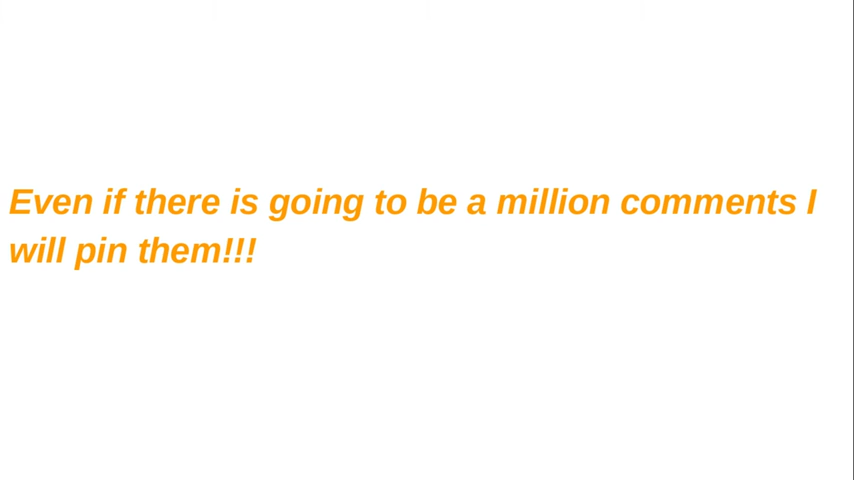 Even if there is going to be a million comments I
will pin them!!!